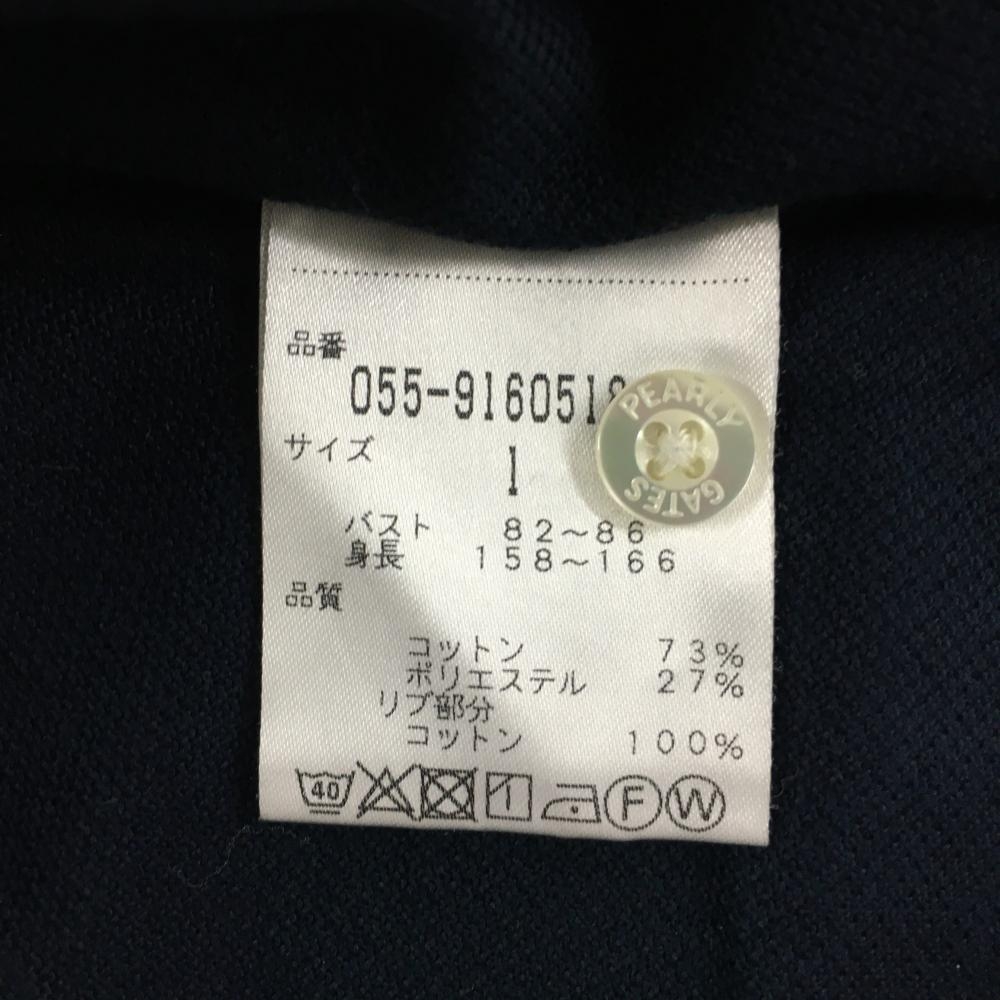 品番
055-916051
サイズ
1
バスト 82〜86
身長 158〜166
品質
コットン 73%
ポリエステル 27%
リブ部分
コットン 100%
40 F W
PEARLY
GATES